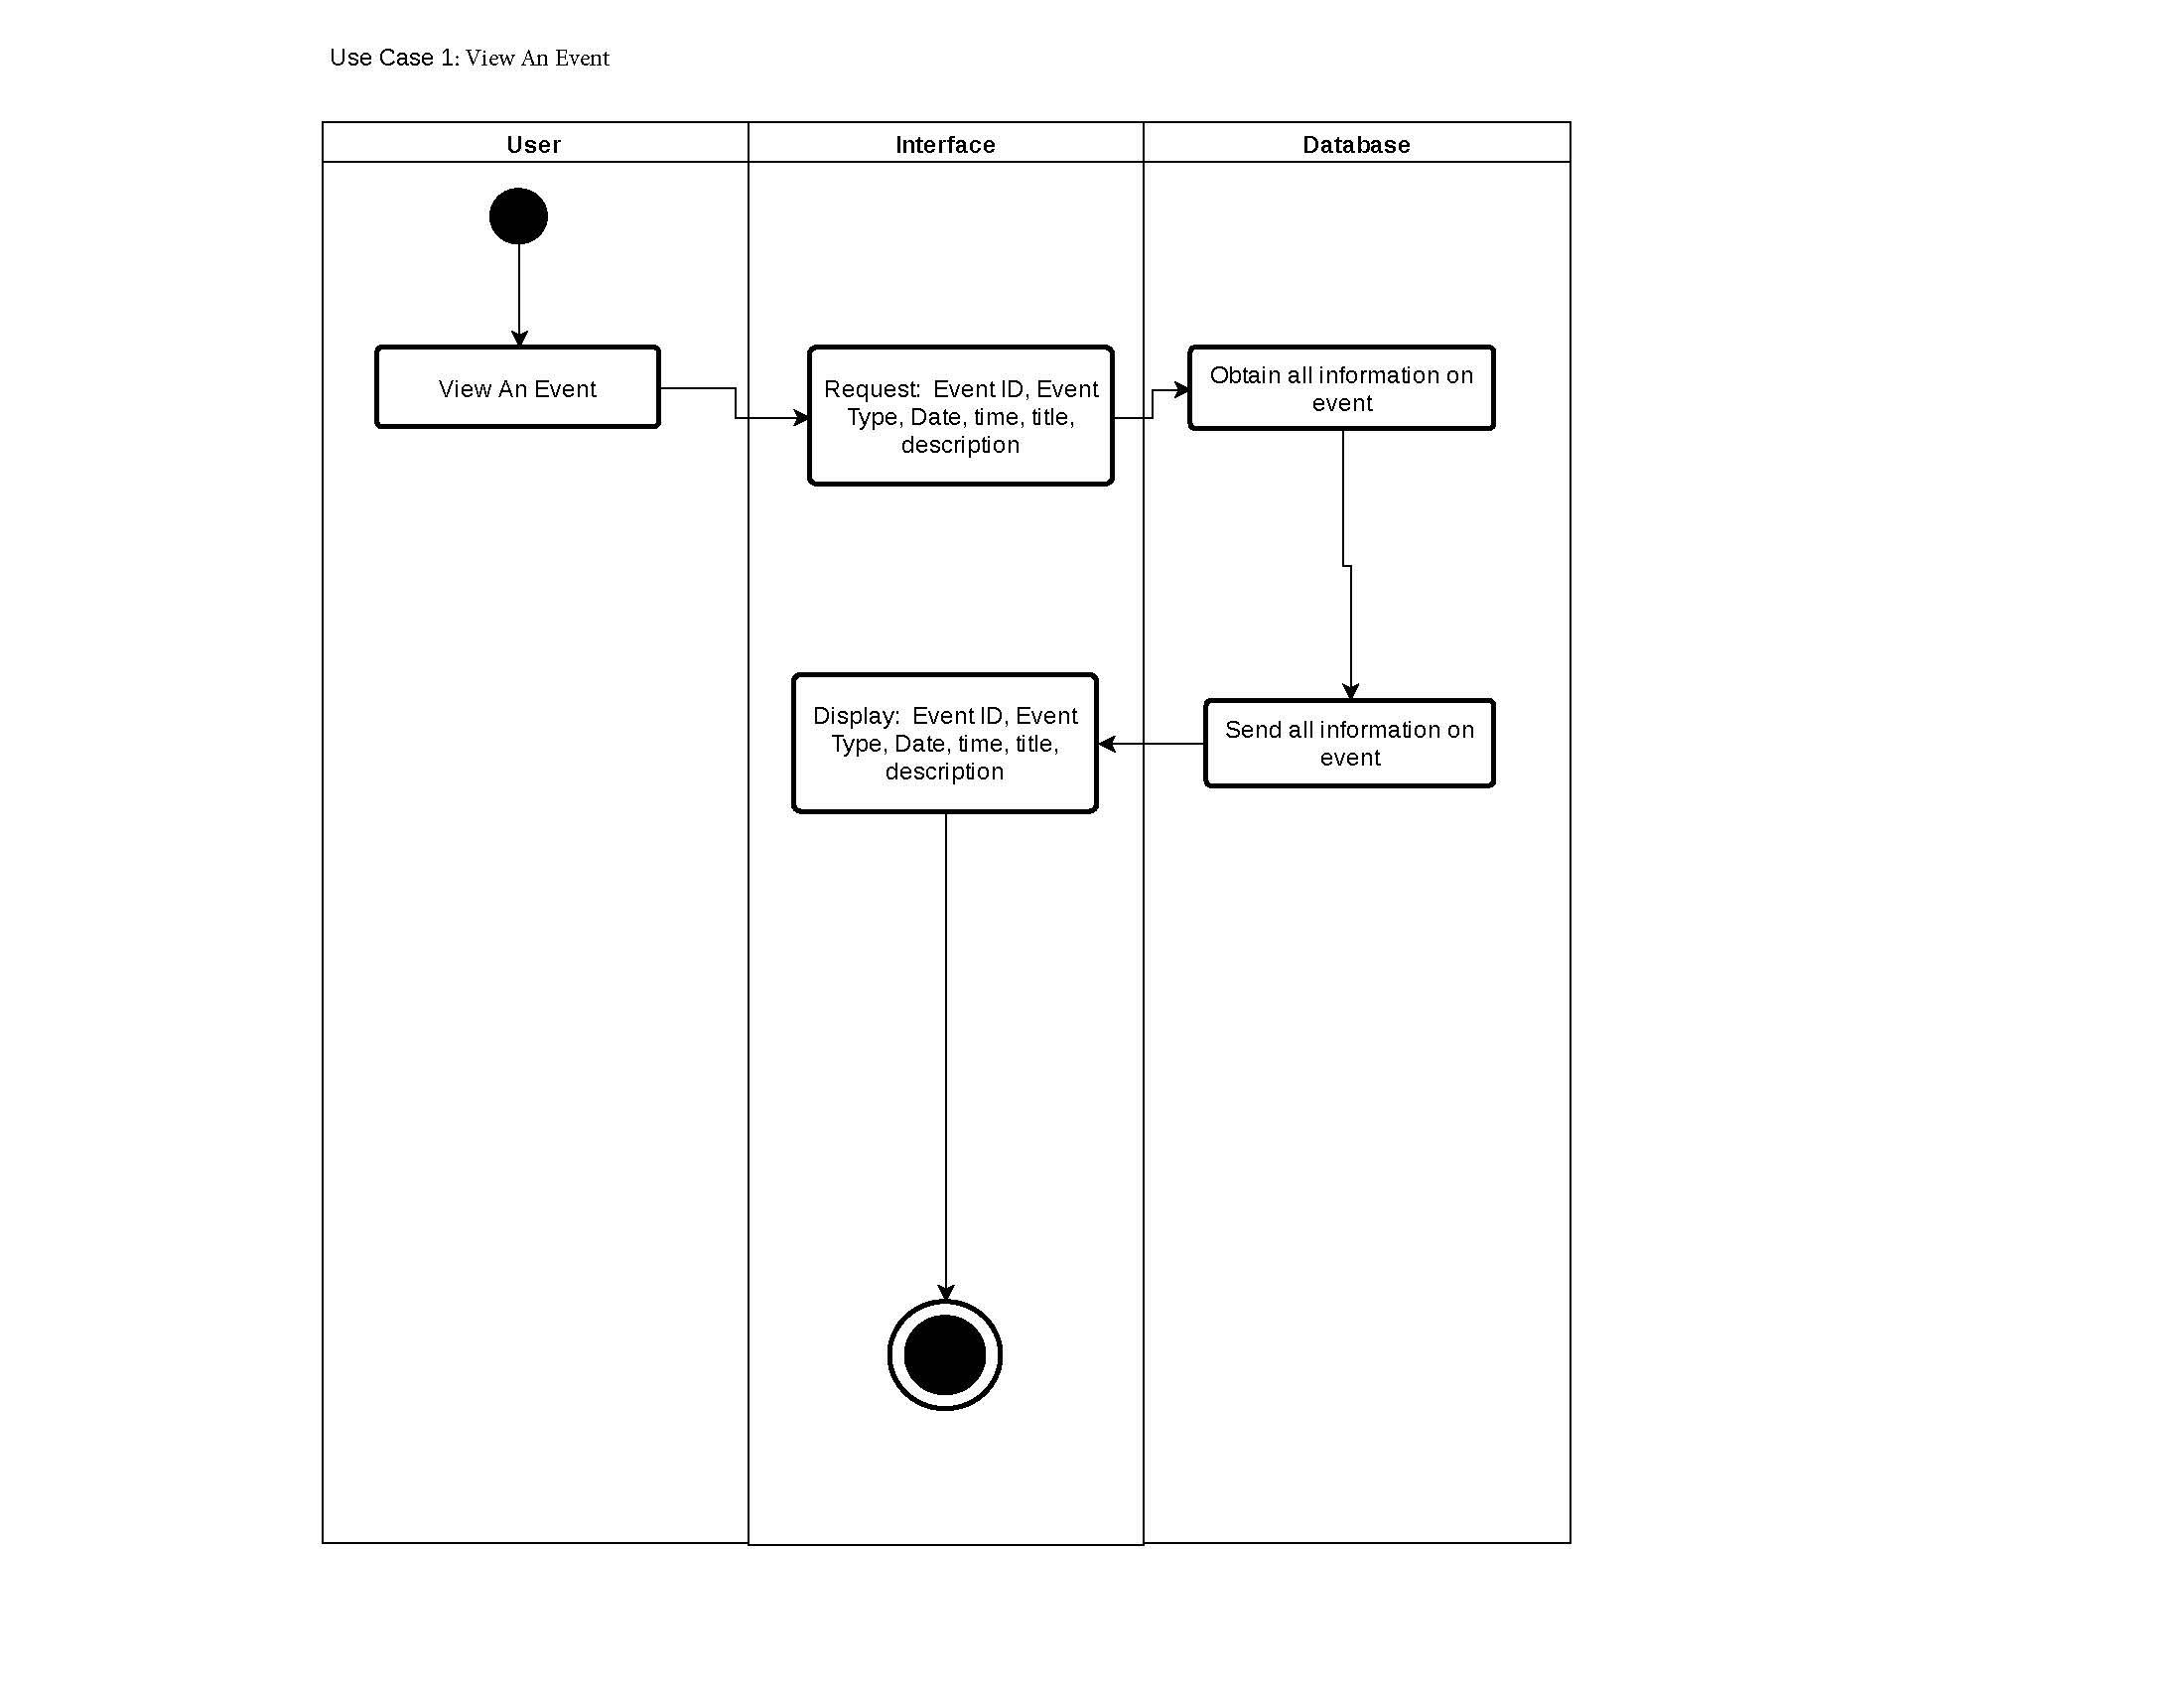 Use Case 1: View An Event
User
Interface
Database
View An Event
Request:  Event ID, Event
Type, Date, time, title,
description
Obtain all information on
event
Display:  Event ID, Event
Type, Date, time, title,
description
Send all information on
event